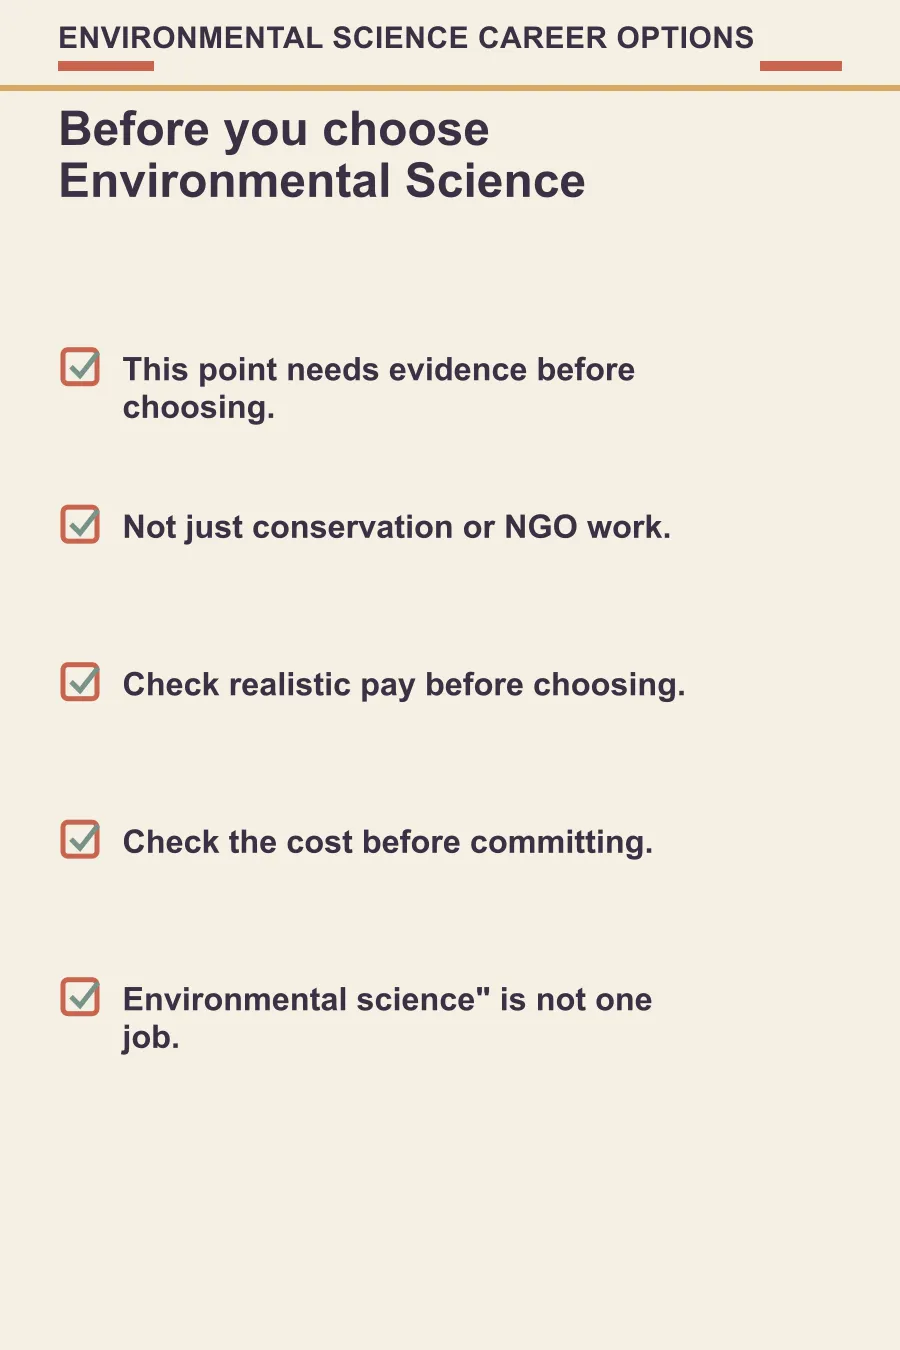 ENVIRONMENTAL SCIENCE CAREER OPTIONS
Before you choose
Environmental Science
This point needs evidence before
choosing.
Not just conservation or NGO work.
Check realistic pay before choosing.
Check the cost before committing.
Environmental science" is not one
job.